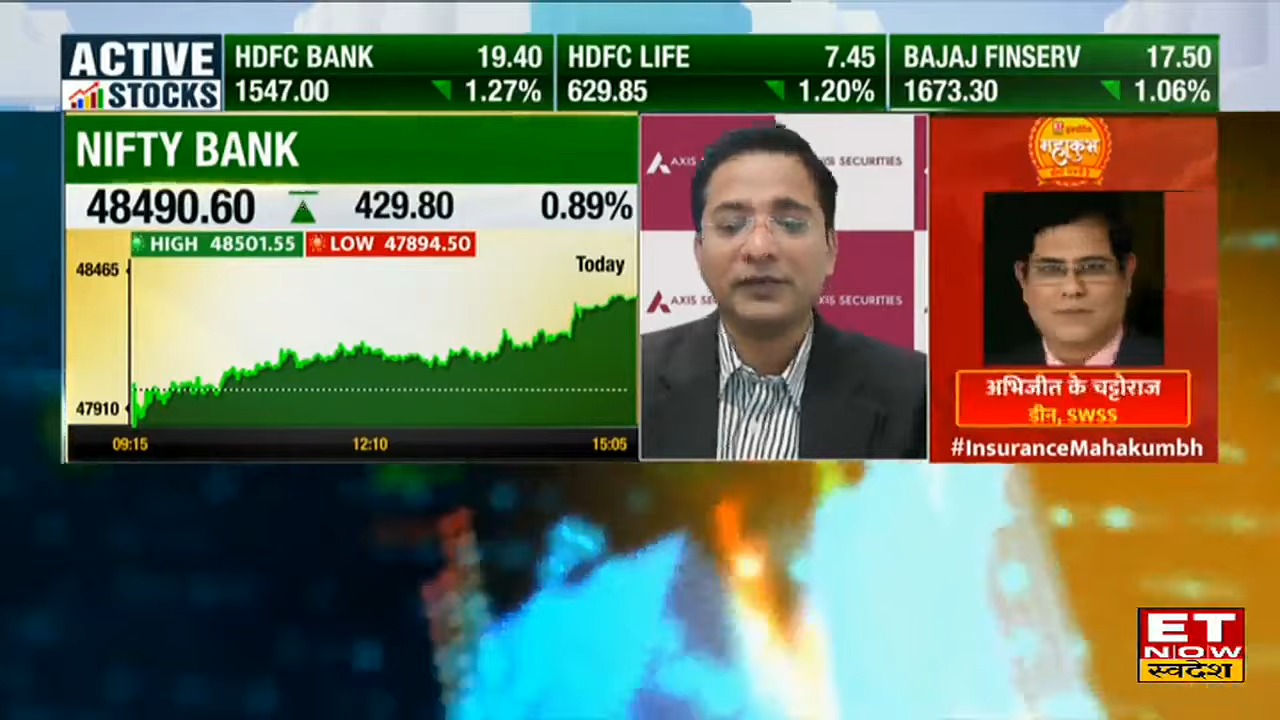 ACTIVE
STOCKS
HDFC BANK 19.40
1547.00 1.27%
HDFC LIFE 7.45
629.85 1.20%
BAJAJ FINSERV 17.50
1673.30 1.06%
NIFTY BANK
48490.60 429.80 0.89%
HIGH 48501.55 LOW 47894.50
48465
Today
47910
09:15 12:10 15:05
AXIS SECURITIES
AXIS SE XIS SECURITIES
महाकुंभ
अभिजीत के चट्टोराज
डीन, SWSS
#InsuranceMahakumbh
ET
NOW
स्वदेश